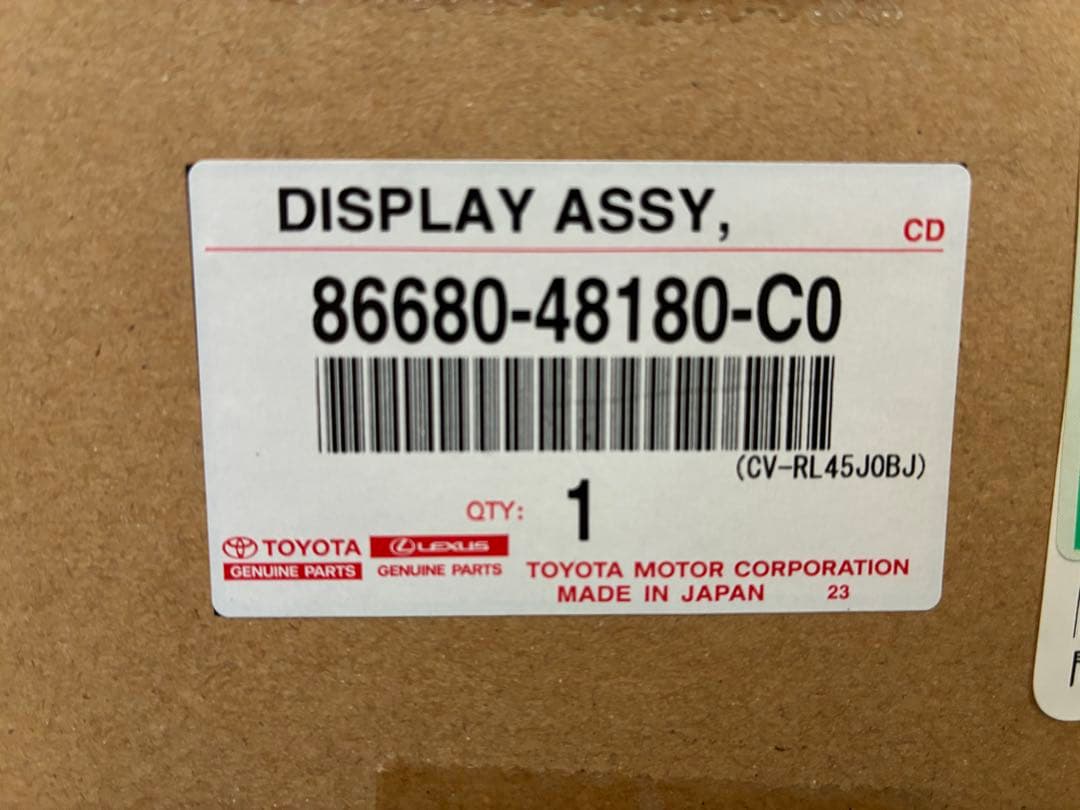 DISPLAY ASSY,
CD
86680-48180-C0
(CV-RL45J0BJ)
QTY: 1
TOYOTA
GENUINE PARTS
LEXUS
GENUINE PARTS
TOYOTA MOTOR CORPORATION
MADE IN JAPAN 23